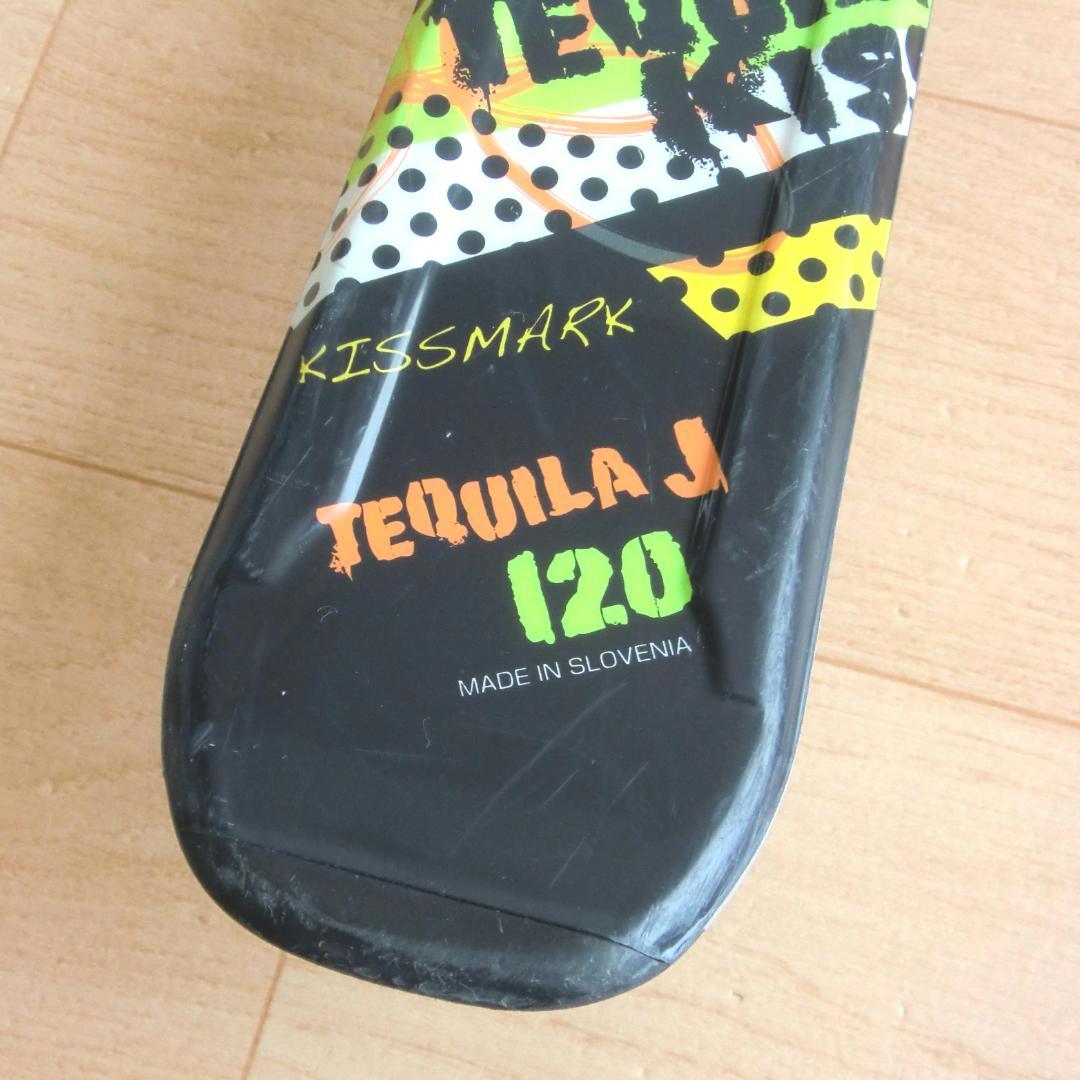 KISSMARK
TEQUILA J
120
MADE IN SLOVENIA